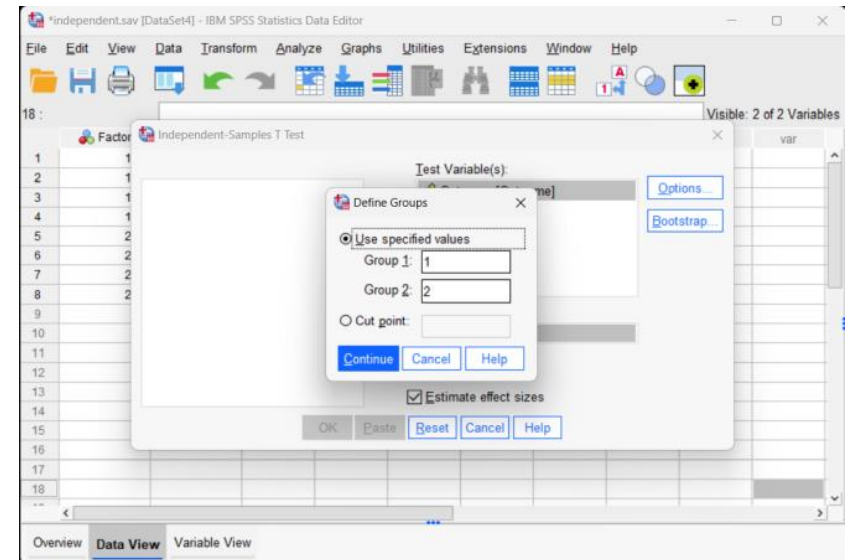 *independent.sav [DataSet4] - IBM SPSS Statistics Data Editor
File Edit View Data Transform Analyze Graphs Utilities Extensions Window Help
18 :
Visible: 2 of 2 Variables
Factor
var
Independent-Samples T Test
Test Variable(s):
Options...
Bootstrap...
Define Groups
Use specified values
Group 1: 1
Group 2: 2
Cut point:
Continue Cancel Help
Estimate effect sizes
OK Paste Reset Cancel Help
1 1
2 1
3 1
4 1
5 2
6 2
7 2
8 2
9
10
11
12
13
14
15
16
17
18
Overview Data View Variable View